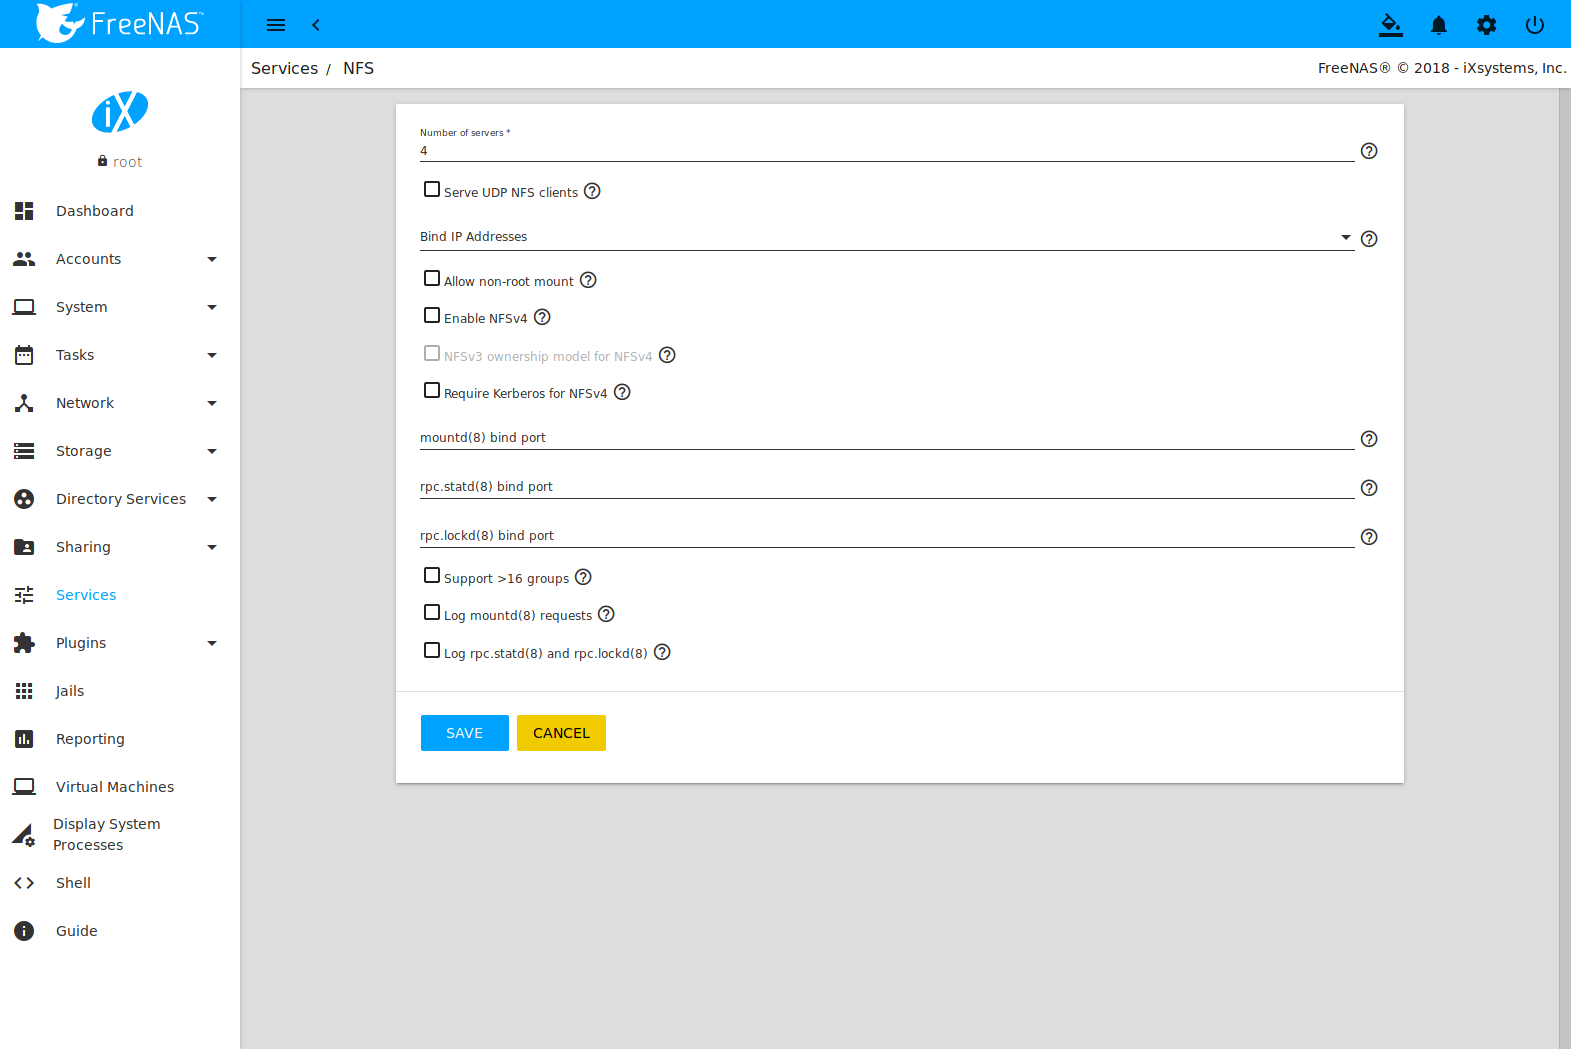 FreeNAS™
Services / NFS
FreeNAS® © 2018 - iXsystems, Inc.
iX
root
Dashboard
Accounts
System
Tasks
Network
Storage
Directory Services
Sharing
Services
Plugins
Jails
Reporting
Virtual Machines
Display System
Processes
Shell
Guide
Number of servers *
4
Serve UDP NFS clients
Bind IP Addresses
Allow non-root mount
Enable NFSv4
NFSv3 ownership model for NFSv4
Require Kerberos for NFSv4
mountd(8) bind port
rpc.statd(8) bind port
rpc.lockd(8) bind port
Support >16 groups
Log mountd(8) requests
Log rpc.statd(8) and rpc.lockd(8)
SAVE CANCEL